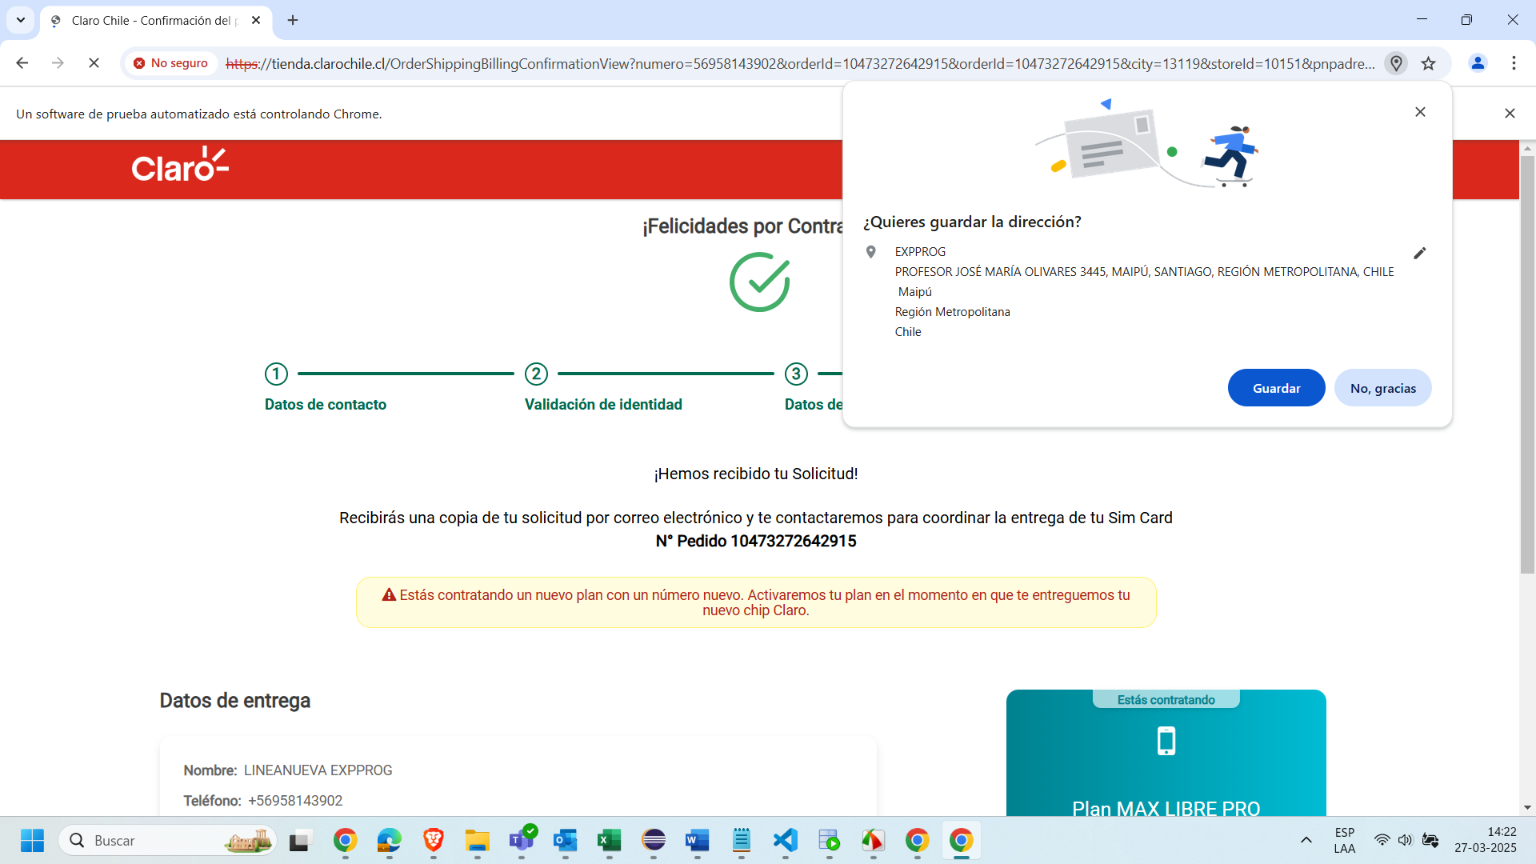 Claro Chile - Confirmación del p
No seguro
https://tienda.clarochile.cl/OrderShippingBillingConfirmationView?numero=56958143902&orderId=10473272642915&orderId=10473272642915&city=13119&storeId=10151&pnpadre...
Un software de prueba automatizado está controlando Chrome.
Claro
¡Felicidades por Contra
¿Quieres guardar la dirección?
EXPPROG
PROFESOR JOSÉ MARÍA OLIVARES 3445, MAIPÚ, SANTIAGO, REGIÓN METROPOLITANA, CHILE
Maipú
Región Metropolitana
Chile
Guardar
No, gracias
1
2
3
Datos de contacto
Validación de identidad
Datos de
¡Hemos recibido tu Solicitud!
Recibirás una copia de tu solicitud por correo electrónico y te contactaremos para coordinar la entrega de tu Sim Card
N° Pedido 10473272642915
Estás contratando un nuevo plan con un número nuevo. Activaremos tu plan en el momento en que te entreguemos tu
nuevo chip Claro.
Datos de entrega
Estás contratando
Nombre: LINEANUEVA EXPPROG
Teléfono: +56958143902
Plan MAX LIBRE PRO
Buscar
ESP
LAA
14:22
27-03-2025